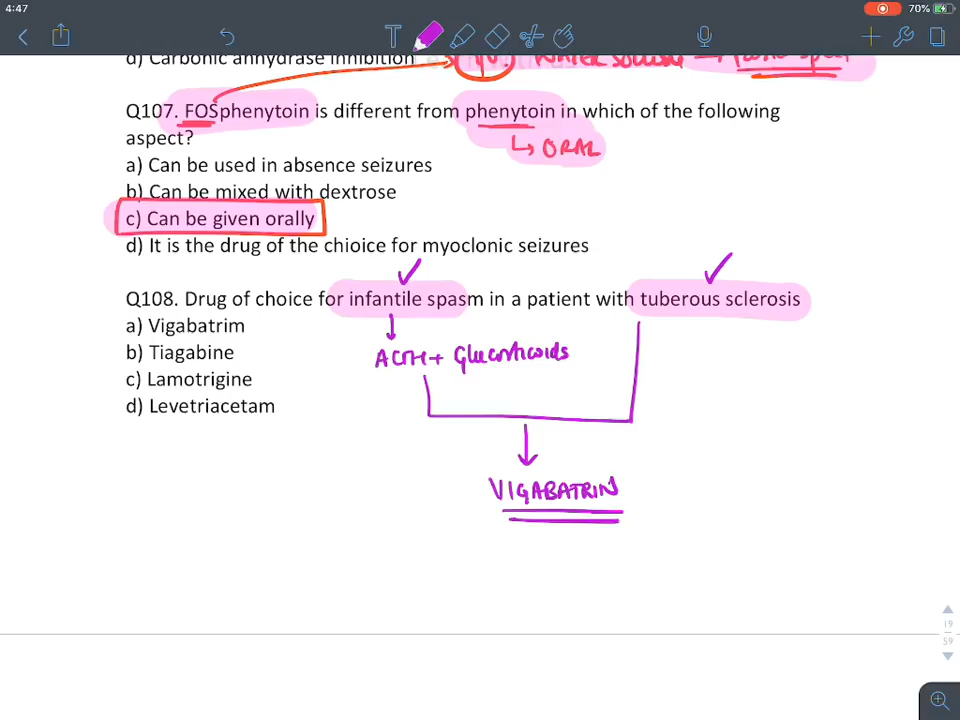 4:47
70%
T
d) Carbonic anhydrase inhibition
Q107. FOSphenytoin is different from phenytoin in which of the following
aspect?
ORAL
a) Can be used in absence seizures
b) Can be mixed with dextrose
c) Can be given orally
d) It is the drug of the chioice for myoclonic seizures
Q108. Drug of choice for infantile spasm in a patient with tuberous sclerosis
a) Vigabatrim
b) Tiagabine
ACTH + Glucorticoids
c) Lamotrigine
d) Levetriacetam
VIGABATRIN
19
59